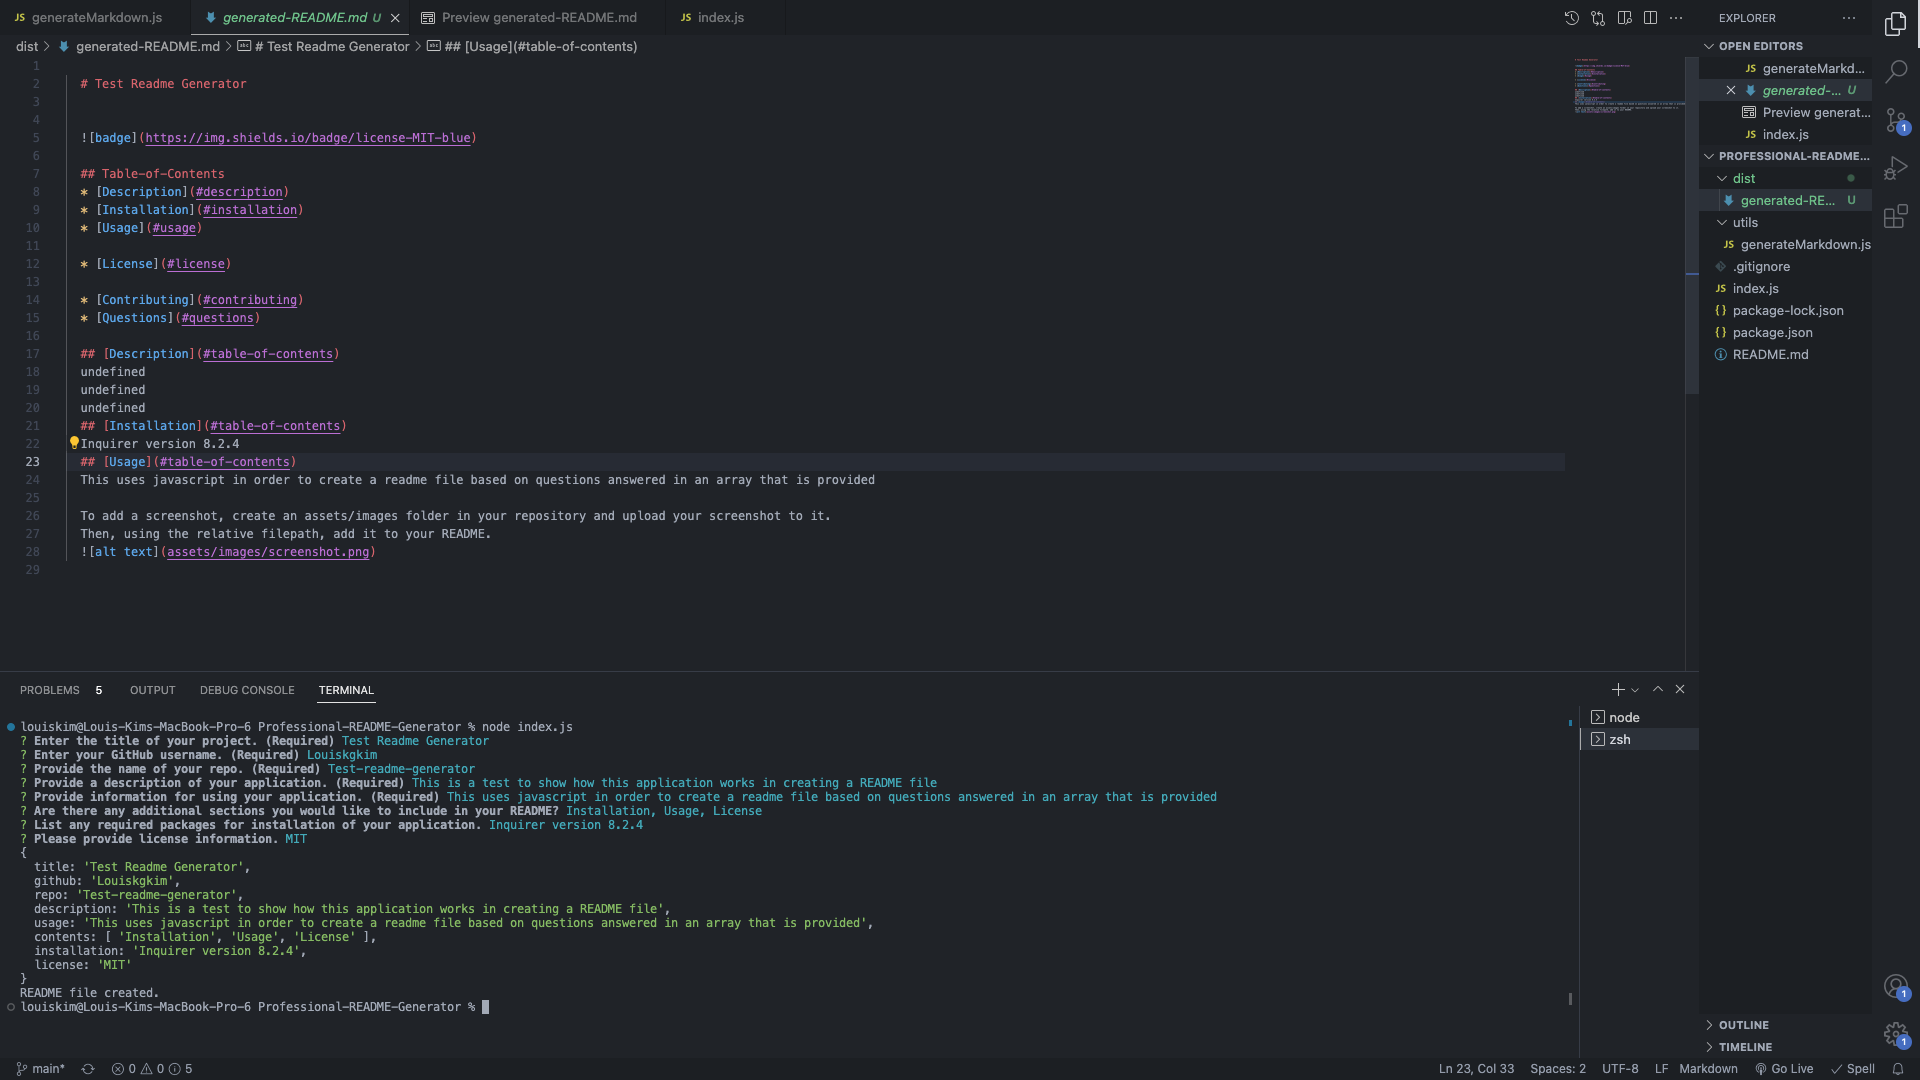 JS generateMarkdown.js
generated-README.md U
Preview generated-README.md
JS index.js
dist > generated-README.md > # Test Readme Generator > ## [Usage](#table-of-contents)
1
2 # Test Readme Generator
3
4
5 ![badge](https://img.shields.io/badge/license-MIT-blue)
6
7 ## Table-of-Contents
8 * [Description](#description)
9 * [Installation](#installation)
10 * [Usage](#usage)
11
12 * [License](#license)
13
14 * [Contributing](#contributing)
15 * [Questions](#questions)
16
17 ## [Description](#table-of-contents)
18 undefined
19 undefined
20 undefined
21 ## [Installation](#table-of-contents)
22 Inquirer version 8.2.4
23 ## [Usage](#table-of-contents)
24 This uses javascript in order to create a readme file based on questions answered in an array that is provided
25
26 To add a screenshot, create an assets/images folder in your repository and upload your screenshot to it.
27 Then, using the relative filepath, add it to your README.
28 ![alt text](assets/images/screenshot.png)
29
EXPLORER
OPEN EDITORS
JS generateMarkd...
generated-... U
Preview generat...
JS index.js
PROFESSIONAL-README...
dist
generated-RE... U
utils
JS generateMarkdown.js
.gitignore
JS index.js
{} package-lock.json
{} package.json
README.md
OUTLINE
TIMELINE
1
1
1
PROBLEMS 5 OUTPUT DEBUG CONSOLE TERMINAL
node
zsh
louiskim@Louis-Kims-MacBook-Pro-6 Professional-README-Generator % node index.js
? Enter the title of your project. (Required) Test Readme Generator
? Enter your GitHub username. (Required) Louiskgkim
? Provide the name of your repo. (Required) Test-readme-generator
? Provide a description of your application. (Required) This is a test to show how this application works in creating a README file
? Provide information for using your application. (Required) This uses javascript in order to create a readme file based on questions answered in an array that is provided
? Are there any additional sections you would like to include in your README? Installation, Usage, License
? List any required packages for installation of your application. Inquirer version 8.2.4
? Please provide license information. MIT
{
title: 'Test Readme Generator',
github: 'Louiskgkim',
repo: 'Test-readme-generator',
description: 'This is a test to show how this application works in creating a README file',
usage: 'This uses javascript in order to create a readme file based on questions answered in an array that is provided',
contents: [ 'Installation', 'Usage', 'License' ],
installation: 'Inquirer version 8.2.4',
license: 'MIT'
}
README file created.
louiskim@Louis-Kims-MacBook-Pro-6 Professional-README-Generator %
main* 0 0 5
Ln 23, Col 33 Spaces: 2 UTF-8 LF Markdown Go Live Spell